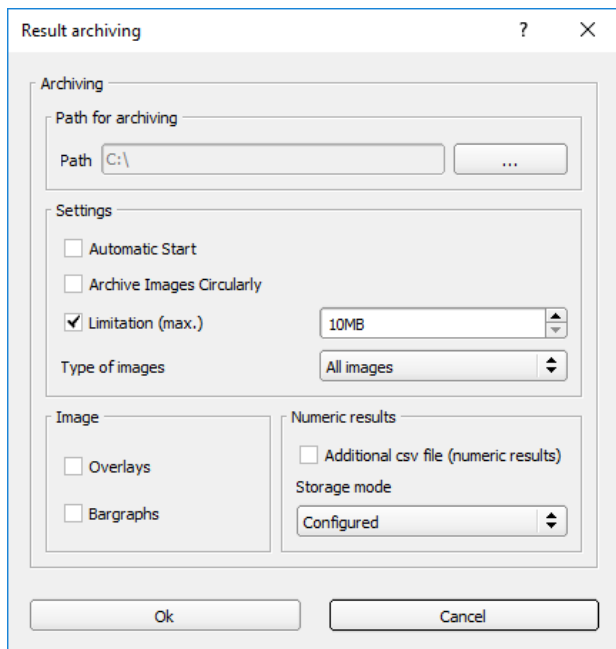 Result archiving ?
Archiving
Path for archiving
Path C:\ ...
Settings
Automatic Start
Archive Images Circularly
Limitation (max.) 10MB
Type of images All images
Image
Overlays
Bargraphs
Numeric results
Additional csv file (numeric results)
Storage mode
Configured
Ok Cancel